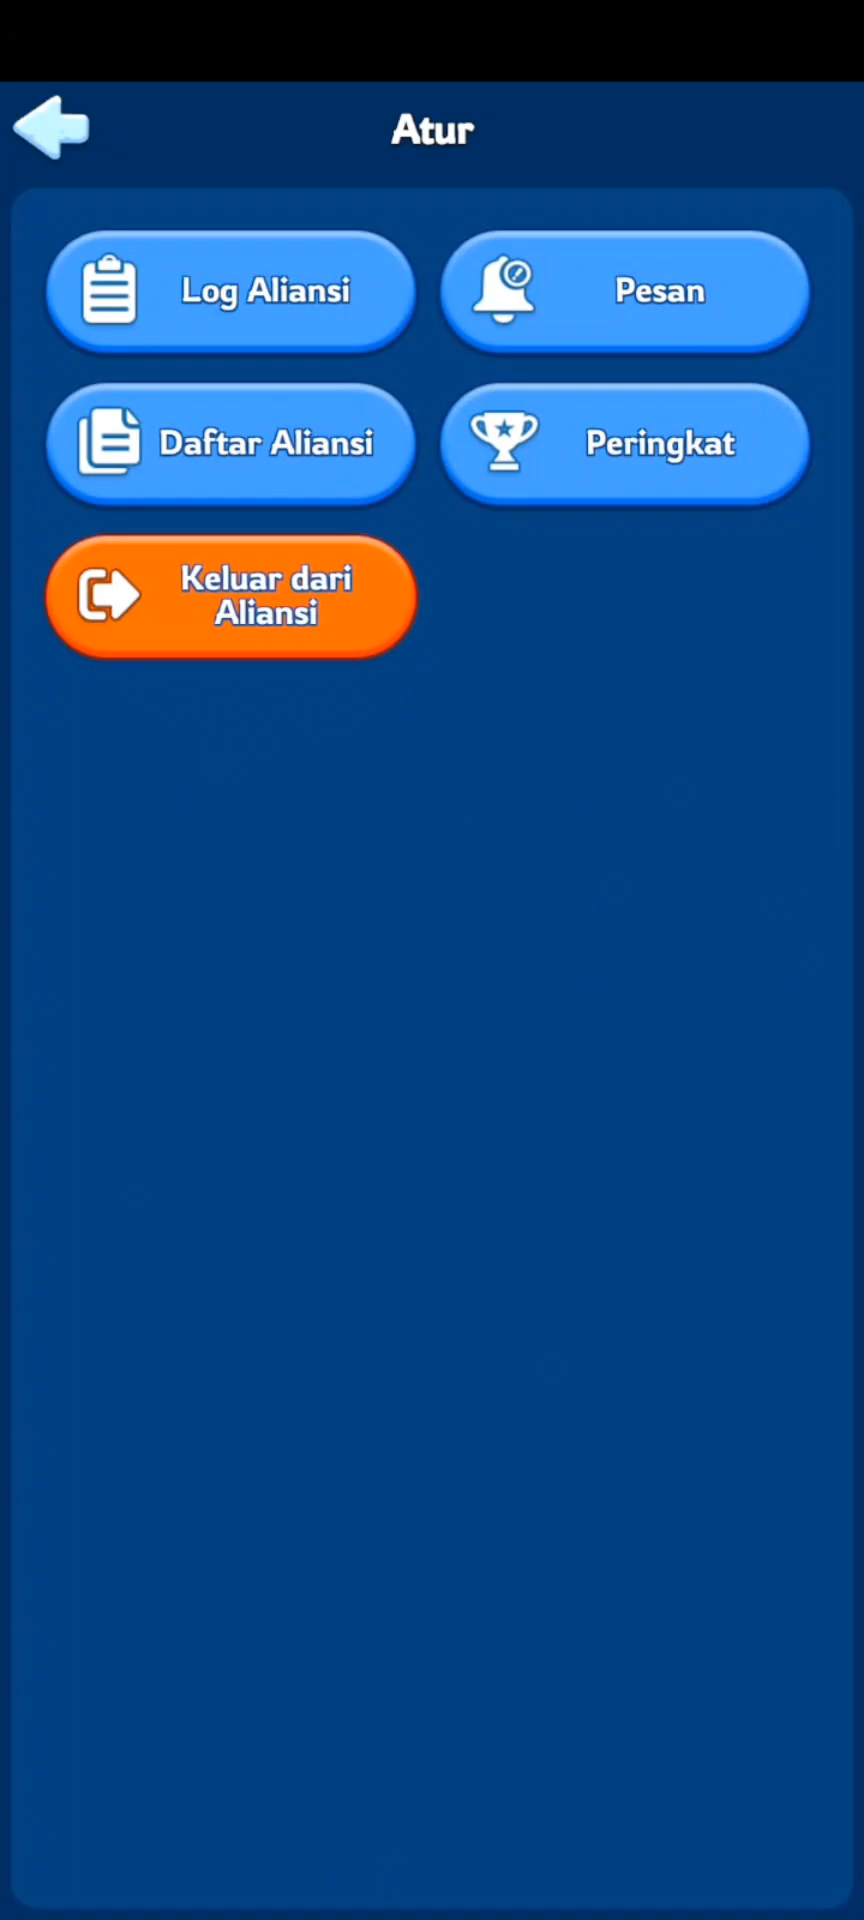 Atur
Log Aliansi
Pesan
Daftar Aliansi
Peringkat
Keluar dari
Aliansi